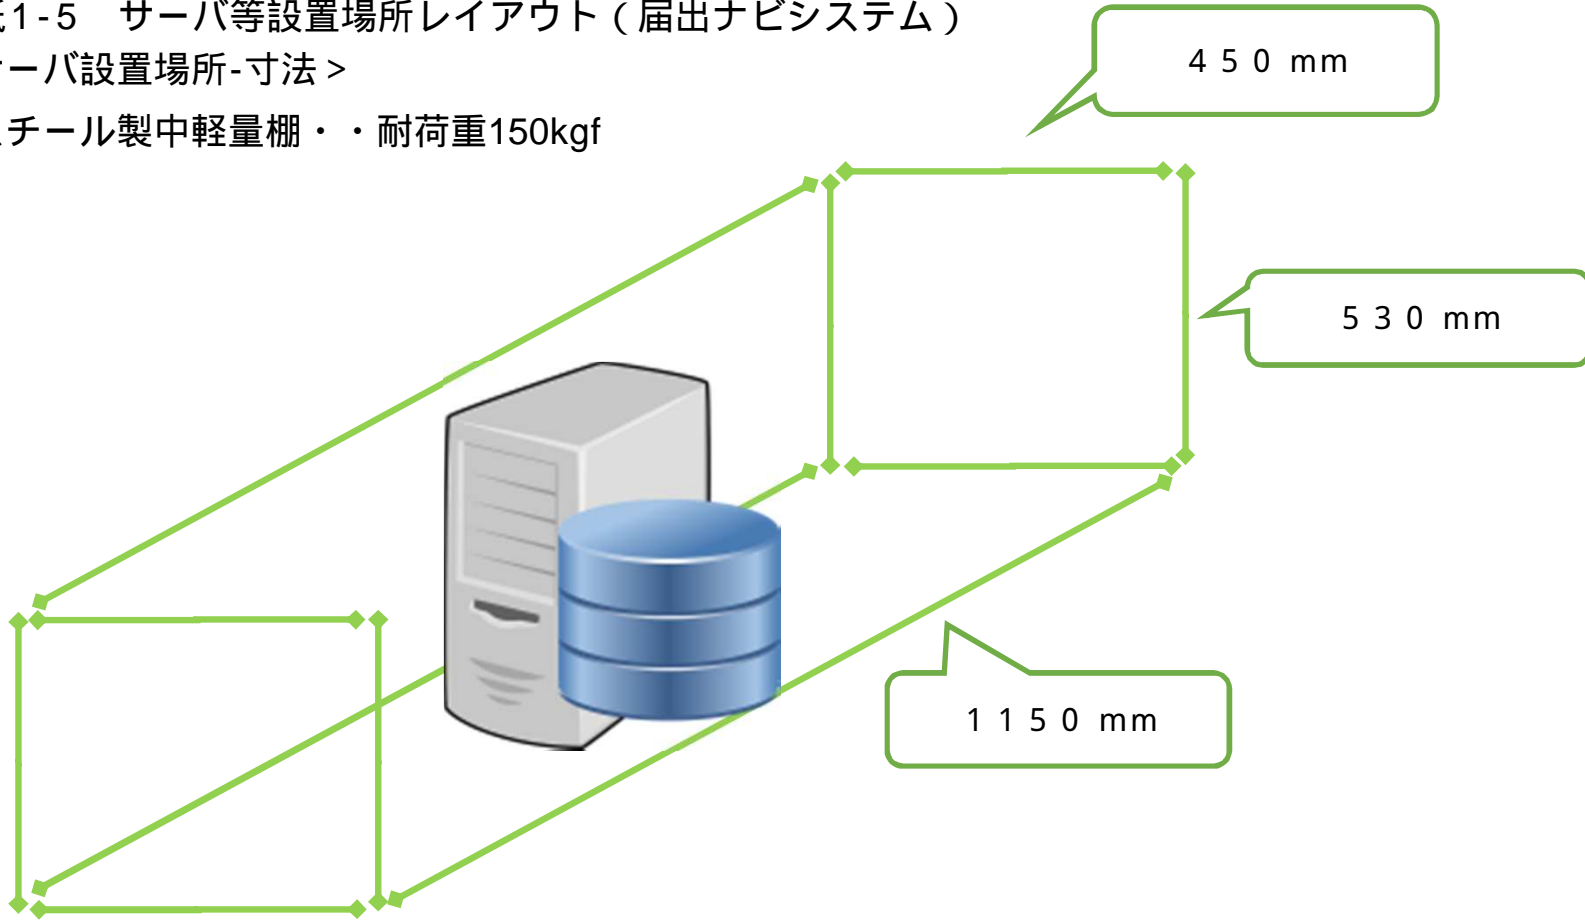 1-5 サーバ等設置場所レイアウト（届出ナビシステム）
ーバ設置場所-寸法＞
チール製中軽量棚・・耐荷重150kgf
４５０ mm
５３０ mm
１１５０ mm